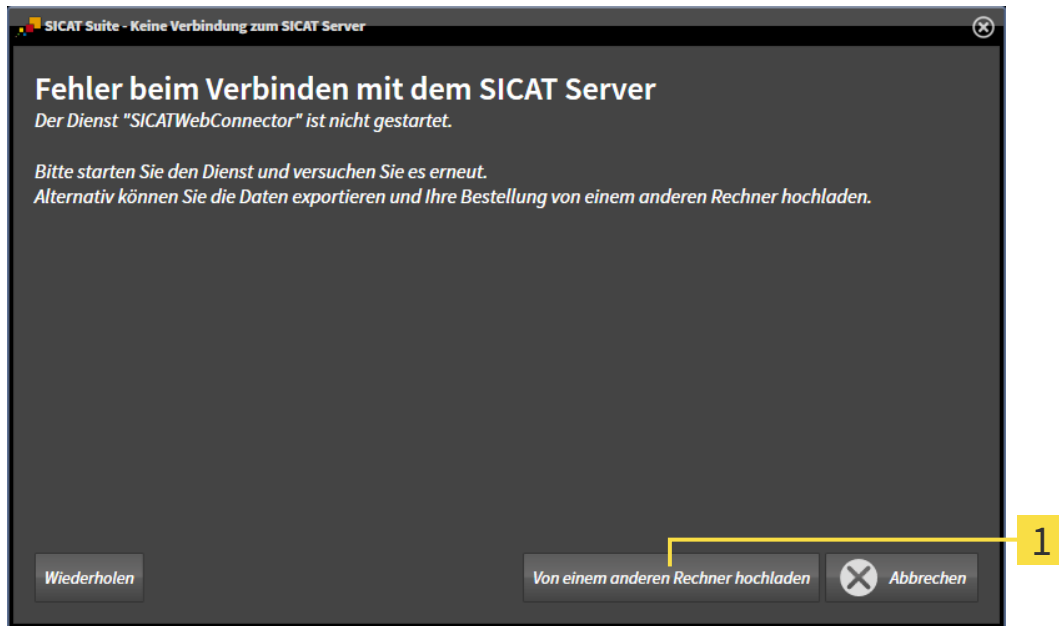 SICAT Suite - Keine Verbindung zum SICAT Server
Fehler beim Verbinden mit dem SICAT Server
Der Dienst "SICATWebConnector" ist nicht gestartet.
Bitte starten Sie den Dienst und versuchen Sie es erneut.
Alternativ können Sie die Daten exportieren und Ihre Bestellung von einem anderen Rechner hochladen.
1
Wiederholen
Von einem anderen Rechner hochladen
Abbrechen